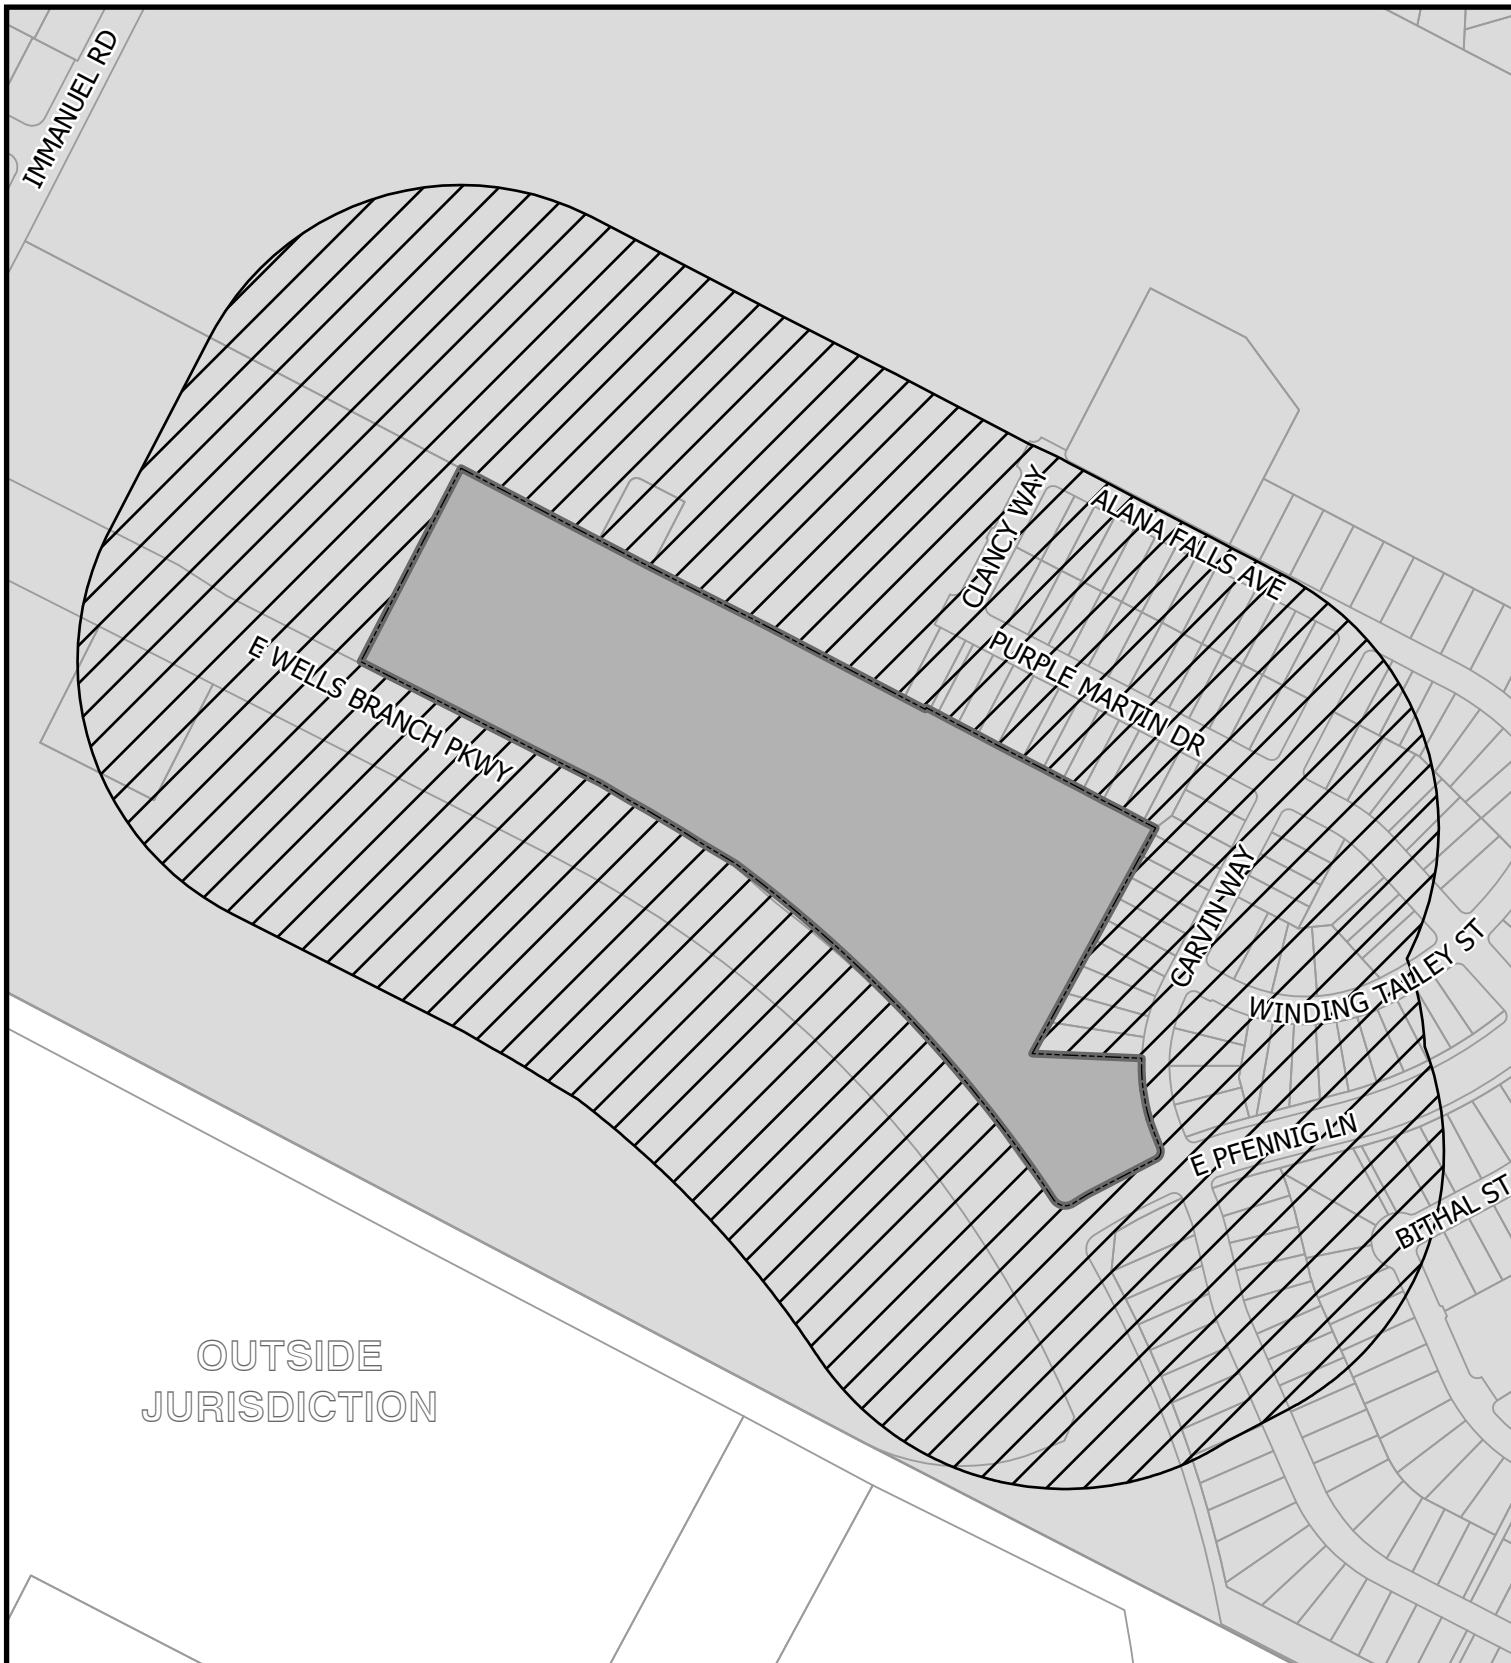 IMMANUEL RD
CLANCY WAY
ALANA FALLS AVE
PURPLE MARTIN DR
E WELLS BRANCH PKWY
CARVIN WAY
WINDING TALLEY ST
E PFENNIG LN
BITHAL ST
OUTSIDE
JURISDICTION